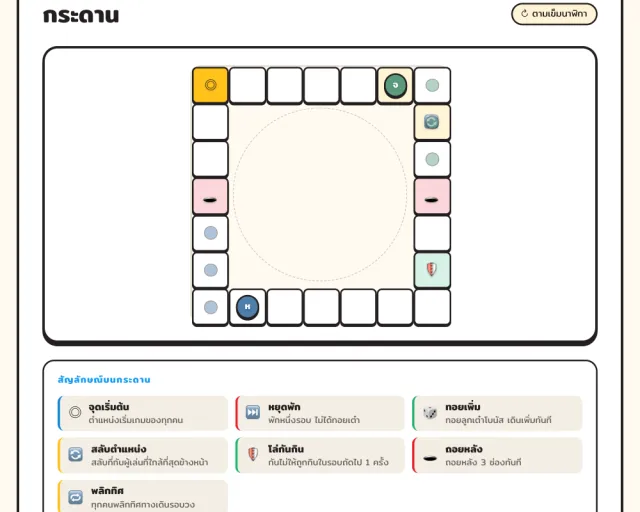 กระดาน
↻ ตามเข็มนาฬิกา
จ
H
สัญลักษณ์บนกระดาน
จุดเริ่มต้น
ตำแหน่งเริ่มเกมของทุกคน
หยุดพัก
พักหนึ่งรอบ ไม่ได้ทอยเต๋า
ทอยเพิ่ม
ทอยลูกเต๋าโบนัส เดินเพิ่มทันที
สลับตำแหน่ง
สลับที่กับผู้เล่นที่ใกล้ที่สุดข้างหน้า
โล่กันกิน
กันไม่ให้ถูกกินในรอบถัดไป 1 ครั้ง
ถอยหลัง
ถอยหลัง 3 ช่องทันที
พลิกทิศ
ทุกคนพลิกทิศทางเดินรอบวง